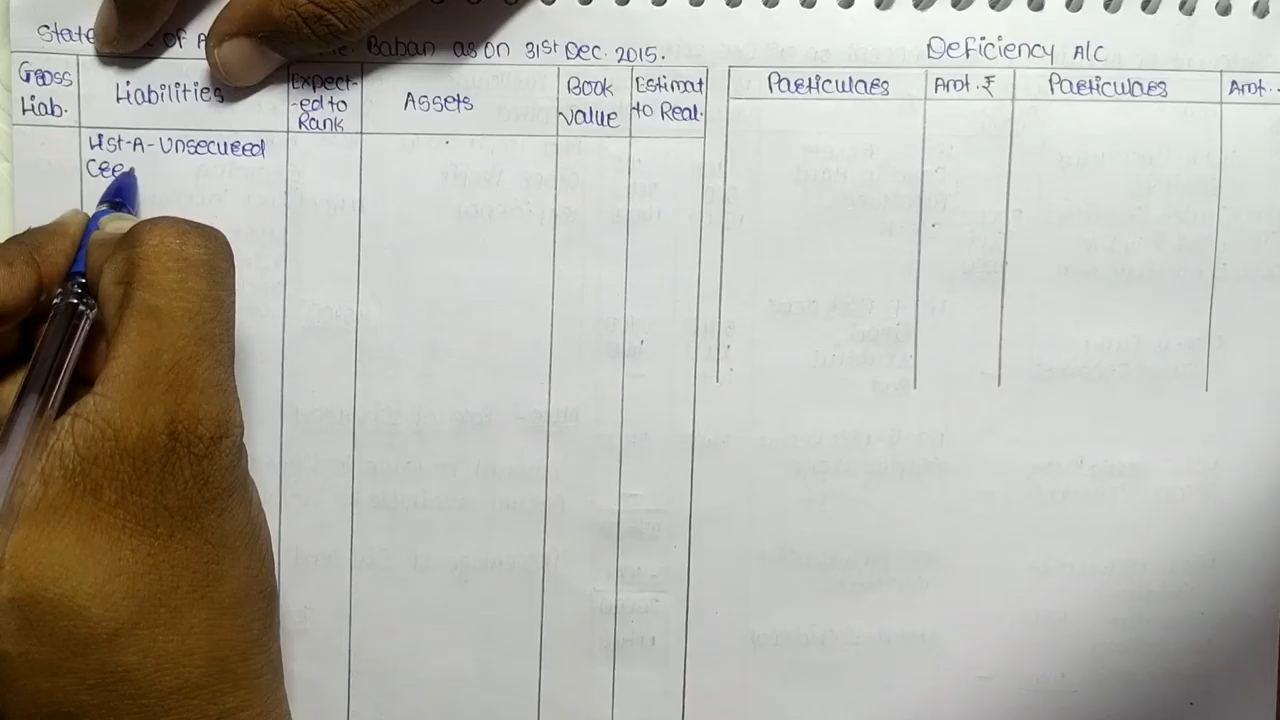 State of A Baban as on 31st Dec. 2015.
Gross Liab.
Liabilities
Expect-
-ed to
Rank
Assets
Book
value
Estimat
to Real.
List-A-Unsecured
Cre
Deficiency A/c
Particulars
Amt. ₹
Particulars
Amt.